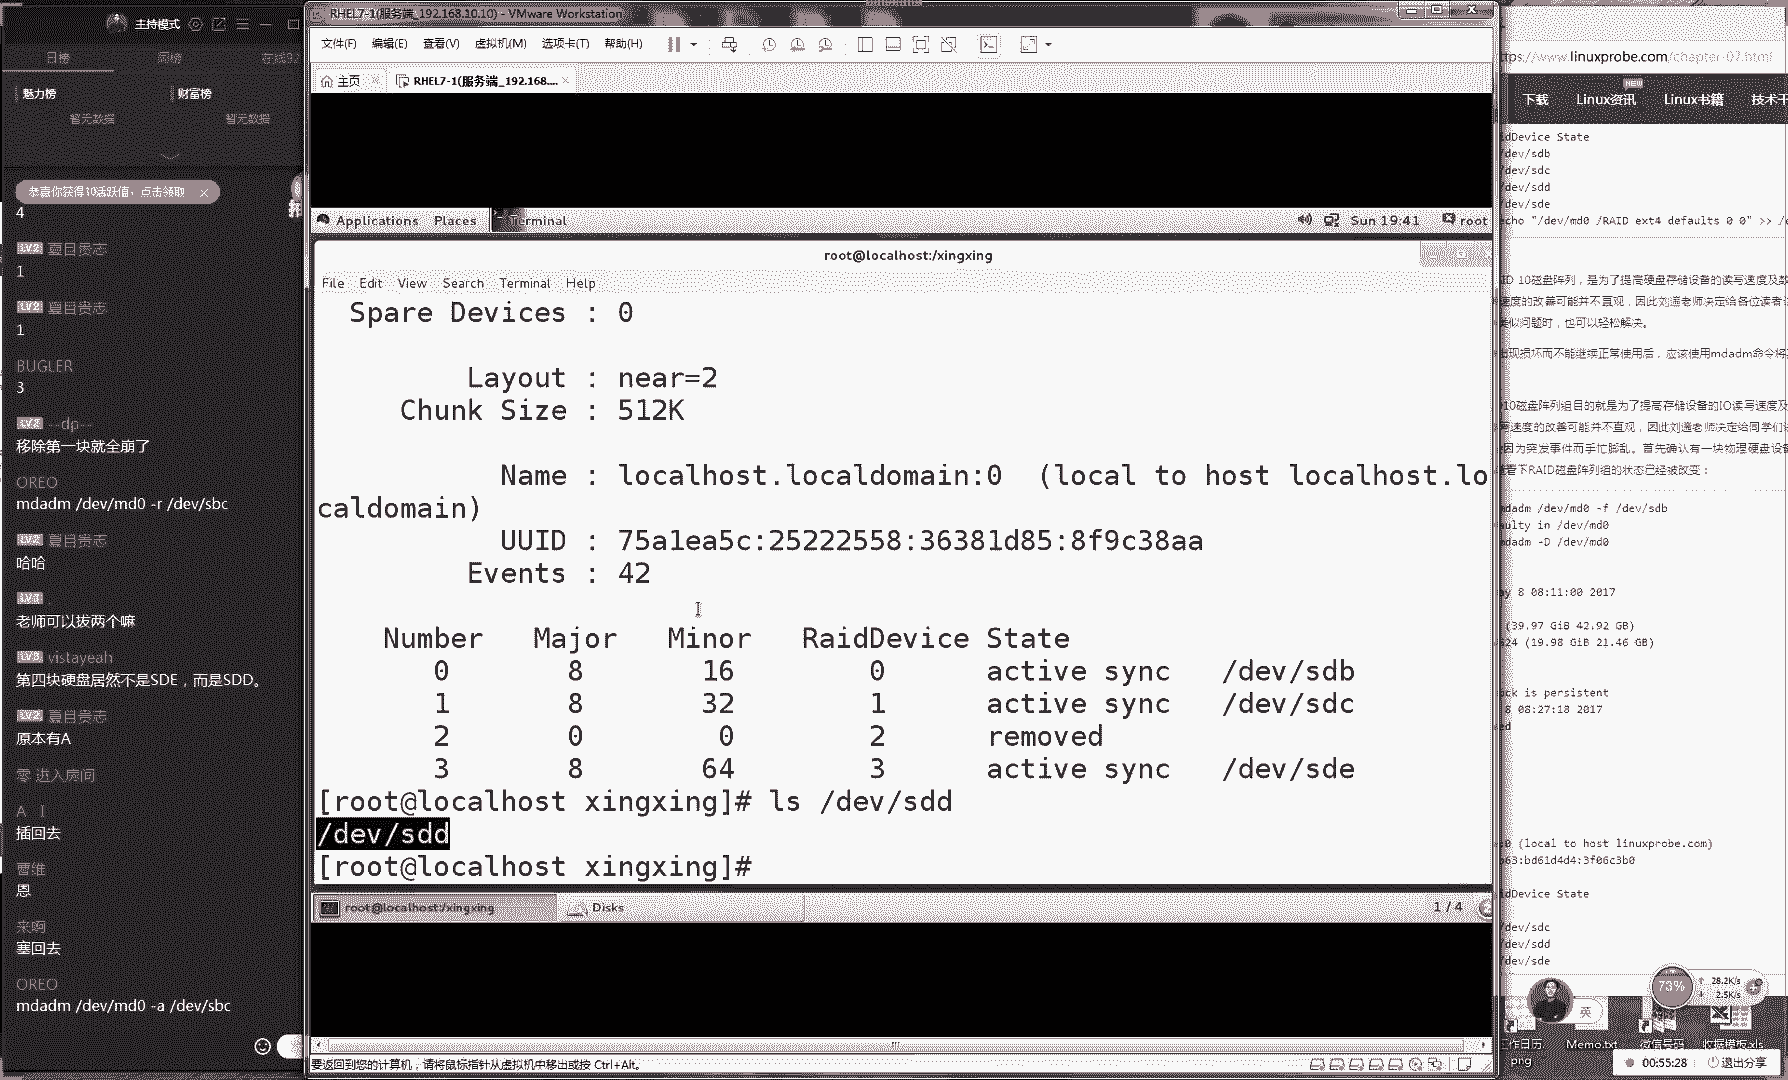 主持模式
日榜
周榜
魅力榜
财富榜
暂无数据
暂无数据
恭喜你获得10活跃值，点击领取
4
LV2 夏目贵志
1
LV2 夏目贵志
1
BUGLER
3
--dp--
移除第一块就全崩了
OREO
mdadm /dev/md0 -r /dev/sbc
LV2 夏目贵志
哈哈
老师可以拔两个嘛
vistayeah
第四块硬盘居然不是SDE，而是SDD。
LV2 夏目贵志
原本有A
零 进入房间
A I
插回去
曹维
恩
来啊
塞回去
OREO
mdadm /dev/md0 -a /dev/sbc
RHEL7-1(服务端_192.168.10.10) - VMware Workstation
文件(F) 编辑(E) 查看(V) 虚拟机(M) 选项卡(T) 帮助(H)
主页
RHEL7-1(服务端_192.168....
Applications Places Terminal
Sun 19:41 root
root@localhost:/xingxing
File Edit View Search Terminal Help
Spare Devices : 0
Layout : near=2
Chunk Size : 512K
Name : localhost.localdomain:0 (local to host localhost.lo
caldomain)
UUID : 75a1ea5c:25222558:36381d85:8f9c38aa
Events : 42
Number Major Minor RaidDevice State
0 8 16 0 active sync /dev/sdb
1 8 32 1 active sync /dev/sdc
2 0 0 2 removed
3 8 64 3 active sync /dev/sde
[root@localhost xingxing]# ls /dev/sdd
/dev/sdd
[root@localhost xingxing]#
root@localhost:/xingxing
Disks
1 / 4
要返回到您的计算机，请将鼠标指针从虚拟机中移出或按 Ctrl+Alt。
ttps://www.linuxprobe.com/chapter-07.html
NEW
下载 Linux资讯 Linux书籍 技术干
idDevice State
/dev/sdb
/dev/sdc
/dev/sdd
/dev/sde
echo "/dev/md0 /RAID ext4 defaults 0 0" >> /e
ID 10磁盘阵列，是为了提高硬盘存储设备的读写速度及数
速度的改善可能并不直观，因此刘遄老师决定给各位读者
类似问题时，也可以轻松解决。
出现损坏而不能继续正常使用后，应该使用mdadm命令将
10磁盘阵列组目的就是为了提高存储设备的IO读写速度及
写速度的改善可能并不直观，因此刘遄老师决定给同学们
因为突发事件而手忙脚乱。首先确认有一块物理硬盘设备
看下RAID磁盘阵列组的状态已经被改变：
mdadm /dev/md0 -f /dev/sdb
aulty in /dev/md0
mdadm -D /dev/md0
ay 8 08:11:00 2017
(39.97 GiB 42.92 GB)
624 (19.98 GiB 21.46 GB)
ock is persistent
8 08:27:18 2017
ed
:0 (local to host linuxprobe.com)
b63:bd61d4d4:3f06c3b0
idDevice State
/dev/sdc
/dev/sdd
/dev/sde
73%
28.2K/s
2.5K/s
英
工作日历.
png
Memo.txt
微信号码
收据模板.xls
00:55:28
退出分享